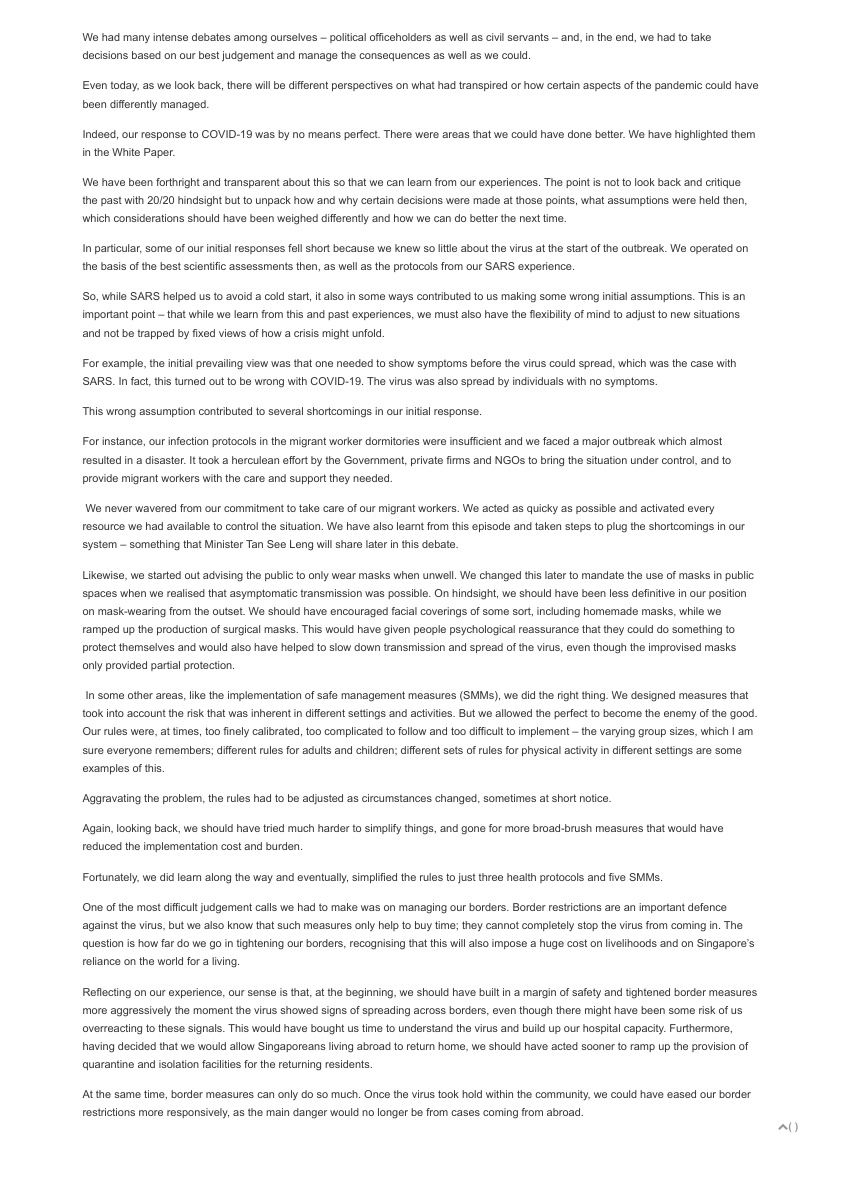 We had many intense debates among ourselves – political officeholders as well as civil servants – and, in the end, we had to take
decisions based on our best judgement and manage the consequences as well as we could.
Even today, as we look back, there will be different perspectives on what had transpired or how certain aspects of the pandemic could have
been differently managed.
Indeed, our response to COVID-19 was by no means perfect. There were areas that we could have done better. We have highlighted them
in the White Paper.
We have been forthright and transparent about this so that we can learn from our experiences. The point is not to look back and critique
the past with 20/20 hindsight but to unpack how and why certain decisions were made at those points, what assumptions were held then,
which considerations should have been weighed differently and how we can do better the next time.
In particular, some of our initial responses fell short because we knew so little about the virus at the start of the outbreak. We operated on
the basis of the best scientific assessments then, as well as the protocols from our SARS experience.
So, while SARS helped us to avoid a cold start, it also in some ways contributed to us making some wrong initial assumptions. This is an
important point – that while we learn from this and past experiences, we must also have the flexibility of mind to adjust to new situations
and not be trapped by fixed views of how a crisis might unfold.
For example, the initial prevailing view was that one needed to show symptoms before the virus could spread, which was the case with
SARS. In fact, this turned out to be wrong with COVID-19. The virus was also spread by individuals with no symptoms.
This wrong assumption contributed to several shortcomings in our initial response.
For instance, our infection protocols in the migrant worker dormitories were insufficient and we faced a major outbreak which almost
resulted in a disaster. It took a herculean effort by the Government, private firms and NGOs to bring the situation under control, and to
provide migrant workers with the care and support they needed.
We never wavered from our commitment to take care of our migrant workers. We acted as quicky as possible and activated every
resource we had available to control the situation. We have also learnt from this episode and taken steps to plug the shortcomings in our
system – something that Minister Tan See Leng will share later in this debate.
Likewise, we started out advising the public to only wear masks when unwell. We changed this later to mandate the use of masks in public
spaces when we realised that asymptomatic transmission was possible. On hindsight, we should have been less definitive in our position
on mask-wearing from the outset. We should have encouraged facial coverings of some sort, including homemade masks, while we
ramped up the production of surgical masks. This would have given people psychological reassurance that they could do something to
protect themselves and would also have helped to slow down transmission and spread of the virus, even though the improvised masks
only provided partial protection.
In some other areas, like the implementation of safe management measures (SMMs), we did the right thing. We designed measures that
took into account the risk that was inherent in different settings and activities. But we allowed the perfect to become the enemy of the good.
Our rules were, at times, too finely calibrated, too complicated to follow and too difficult to implement – the varying group sizes, which I am
sure everyone remembers; different rules for adults and children; different sets of rules for physical activity in different settings are some
examples of this.
Aggravating the problem, the rules had to be adjusted as circumstances changed, sometimes at short notice.
Again, looking back, we should have tried much harder to simplify things, and gone for more broad-brush measures that would have
reduced the implementation cost and burden.
Fortunately, we did learn along the way and eventually, simplified the rules to just three health protocols and five SMMs.
One of the most difficult judgement calls we had to make was on managing our borders. Border restrictions are an important defence
against the virus, but we also know that such measures only help to buy time; they cannot completely stop the virus from coming in. The
question is how far do we go in tightening our borders, recognising that this will also impose a huge cost on livelihoods and on Singapore's
reliance on the world for a living.
Reflecting on our experience, our sense is that, at the beginning, we should have built in a margin of safety and tightened border measures
more aggressively the moment the virus showed signs of spreading across borders, even though there might have been some risk of us
overreacting to these signals. This would have bought us time to understand the virus and build up our hospital capacity. Furthermore,
having decided that we would allow Singaporeans living abroad to return home, we should have acted sooner to ramp up the provision of
quarantine and isolation facilities for the returning residents.
At the same time, border measures can only do so much. Once the virus took hold within the community, we could have eased our border
restrictions more responsively, as the main danger would no longer be from cases coming from abroad.
( )